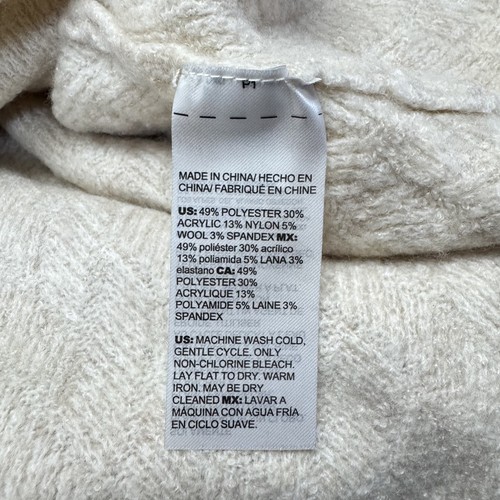 P1
MADE IN CHINA/ HECHO EN
CHINA/ FABRIQUÉ EN CHINE
US: 49% POLYESTER 30%
ACRYLIC 13% NYLON 5%
WOOL 3% SPANDEX MX:
49% poliéster 30% acrílico
13% poliamida 5% LANA 3%
elastano CA: 49%
POLYESTER 30%
ACRYLIQUE 13%
POLYAMIDE 5% LAINE 3%
SPANDEX
US: MACHINE WASH COLD,
GENTLE CYCLE. ONLY
NON-CHLORINE BLEACH.
LAY FLAT TO DRY. WARM
IRON. MAY BE DRY
CLEANED MX: LAVAR A
MÁQUINA CON AGUA FRÍA
EN CICLO SUAVE.